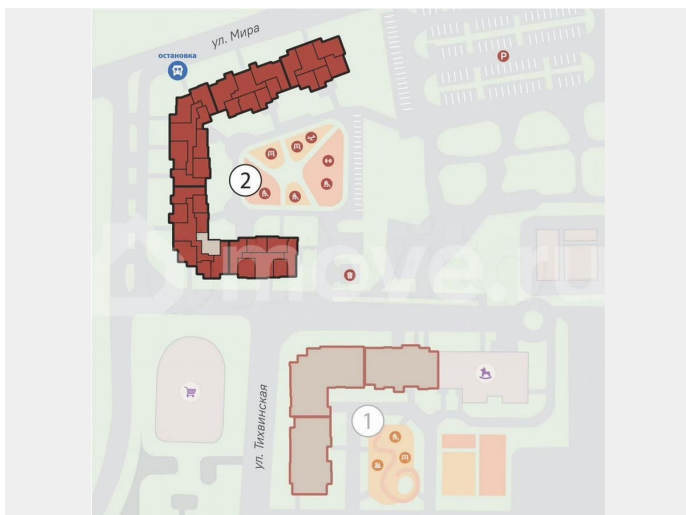 ул. Мира
остановка
P
2
move.ru
1
ул. Тихвинская